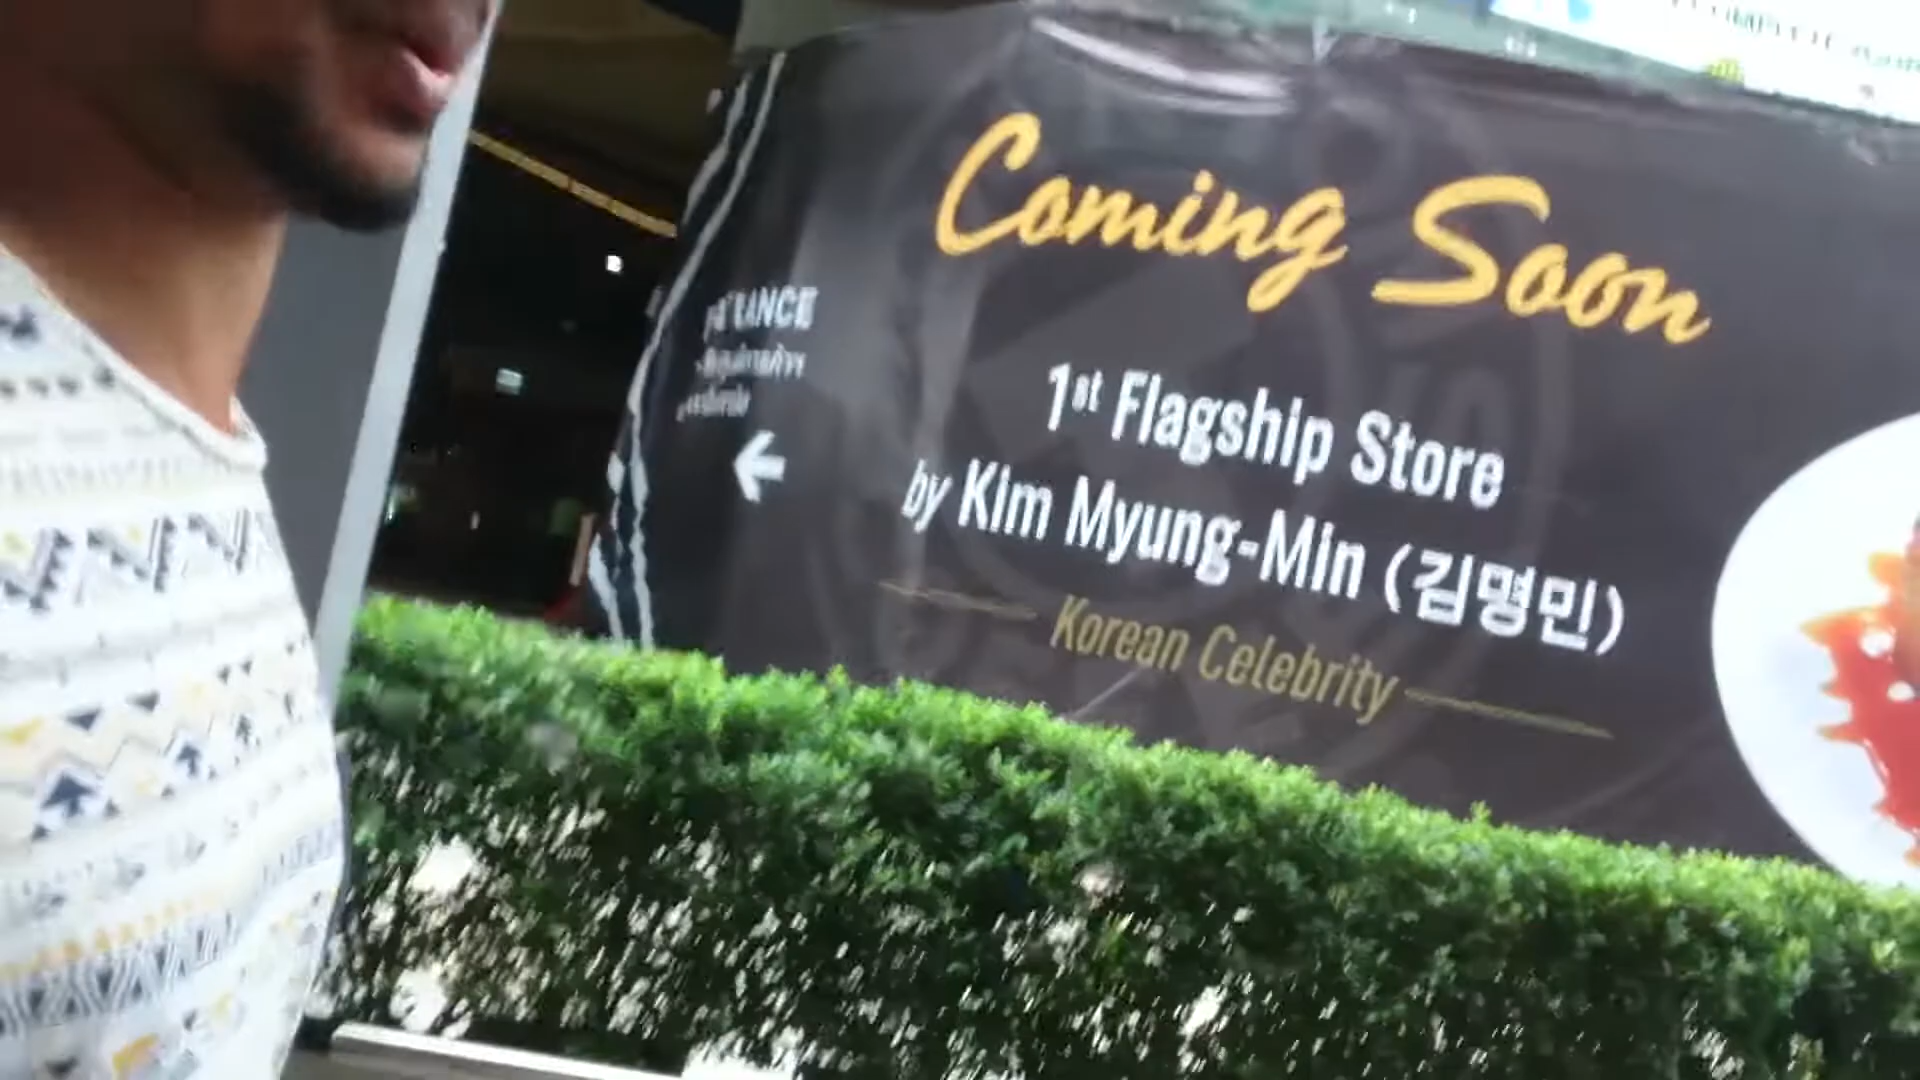 Coming Soon
1st Flagship Store
by Kim Myung-Min (김명민)
Korean Celebrity